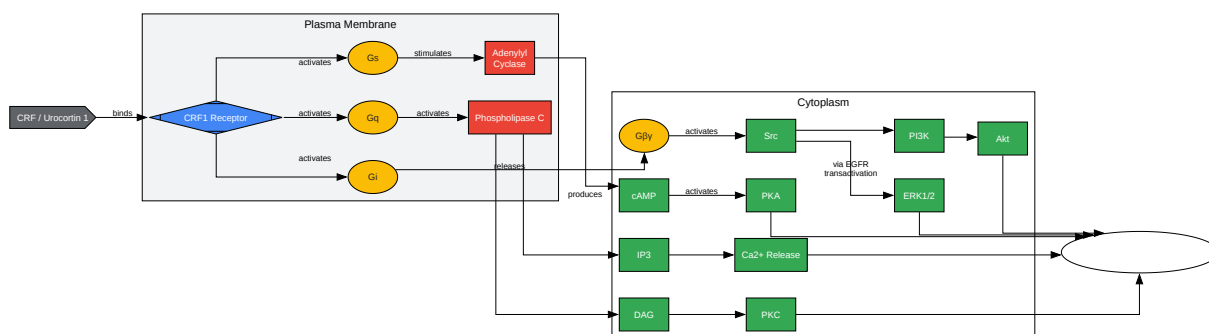 Plasma Membrane
Gs
stimulates
Adenylyl
Cyclase
activates
Cytoplasm
CRF / Urocortin 1
binds
CRF1 Receptor
activates
Gq
activates
Phospholipase C
Gβγ
activates
Src
PI3K
Akt
activates
Gi
releases
via EGFR
transactivation
produces
cAMP
activates
PKA
ERK1/2
IP3
Ca2+ Release
DAG
PKC